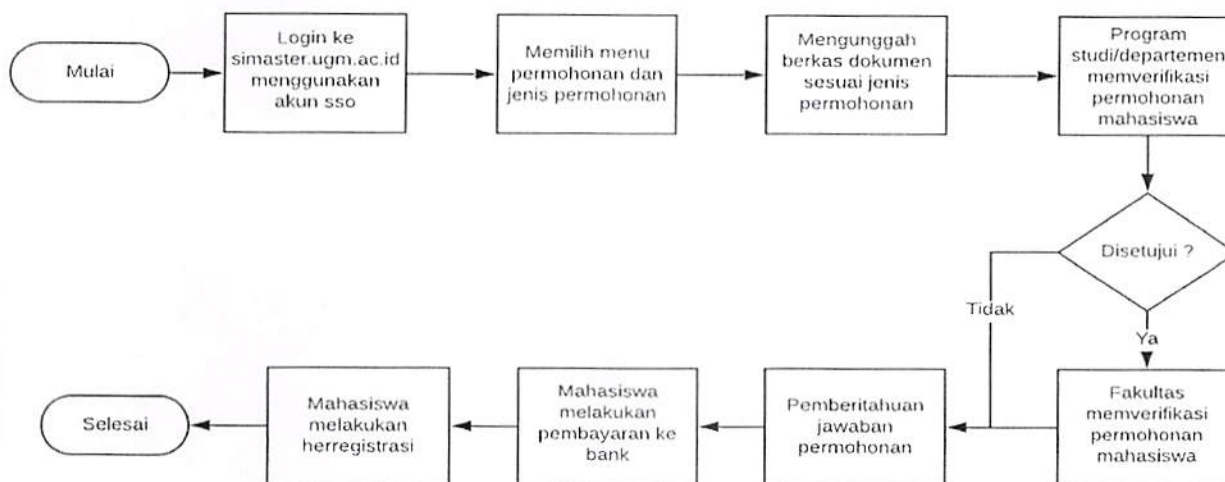 Mulai
Login ke
simaster.ugm.ac.id
menggunakan
akun sso
Memilih menu
permohonan dan
jenis permohonan
Mengunggah
berkas dokumen
sesuai jenis
permohonan
Program
studi/departemen
memverifikasi
permohonan
mahasiswa
Disetujui ?
Tidak
Ya
Fakultas
memverifikasi
permohonan
mahasiswa
Pemberitahuan
jawaban
permohonan
Mahasiswa
melakukan
pembayaran ke
bank
Mahasiswa
melakukan
herregistrasi
Selesai